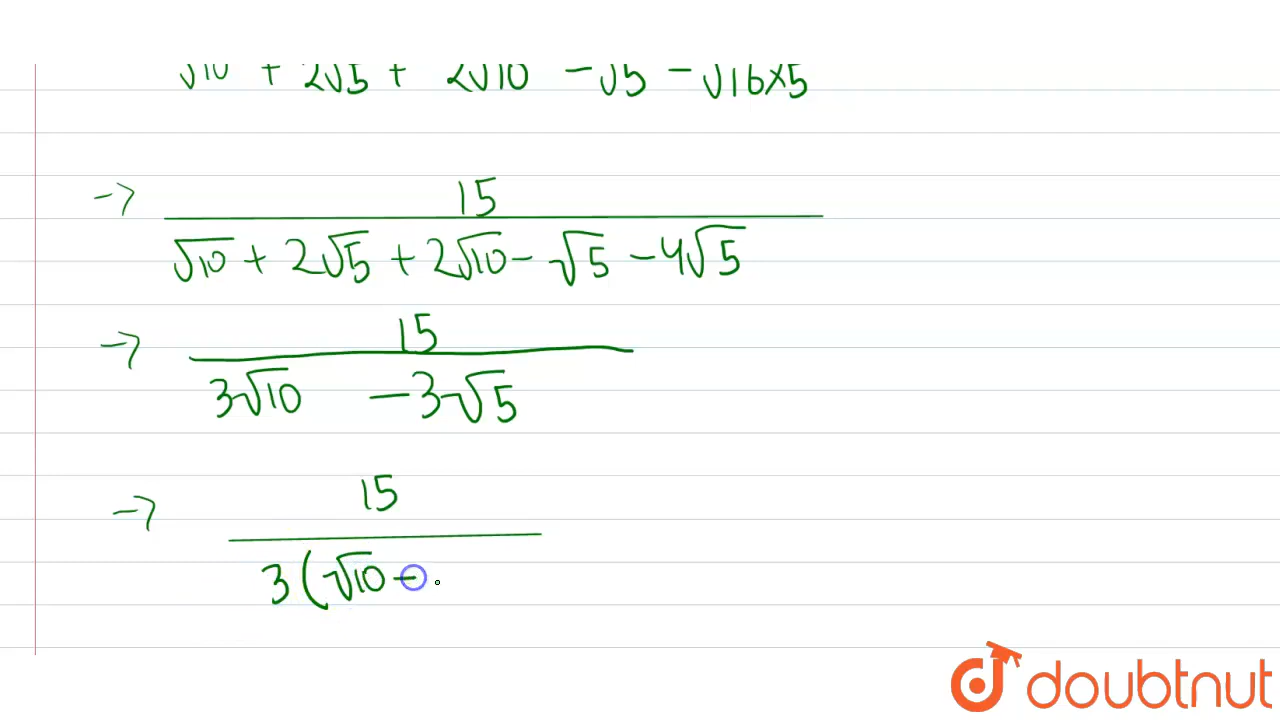 √10 + 2√5 + 2√10 - √5 - √16×5
→ 15
√10 + 2√5 + 2√10 - √5 - 4√5
→ 15
3√10 - 3√5
→ 15
3(√10 -
doubtnut